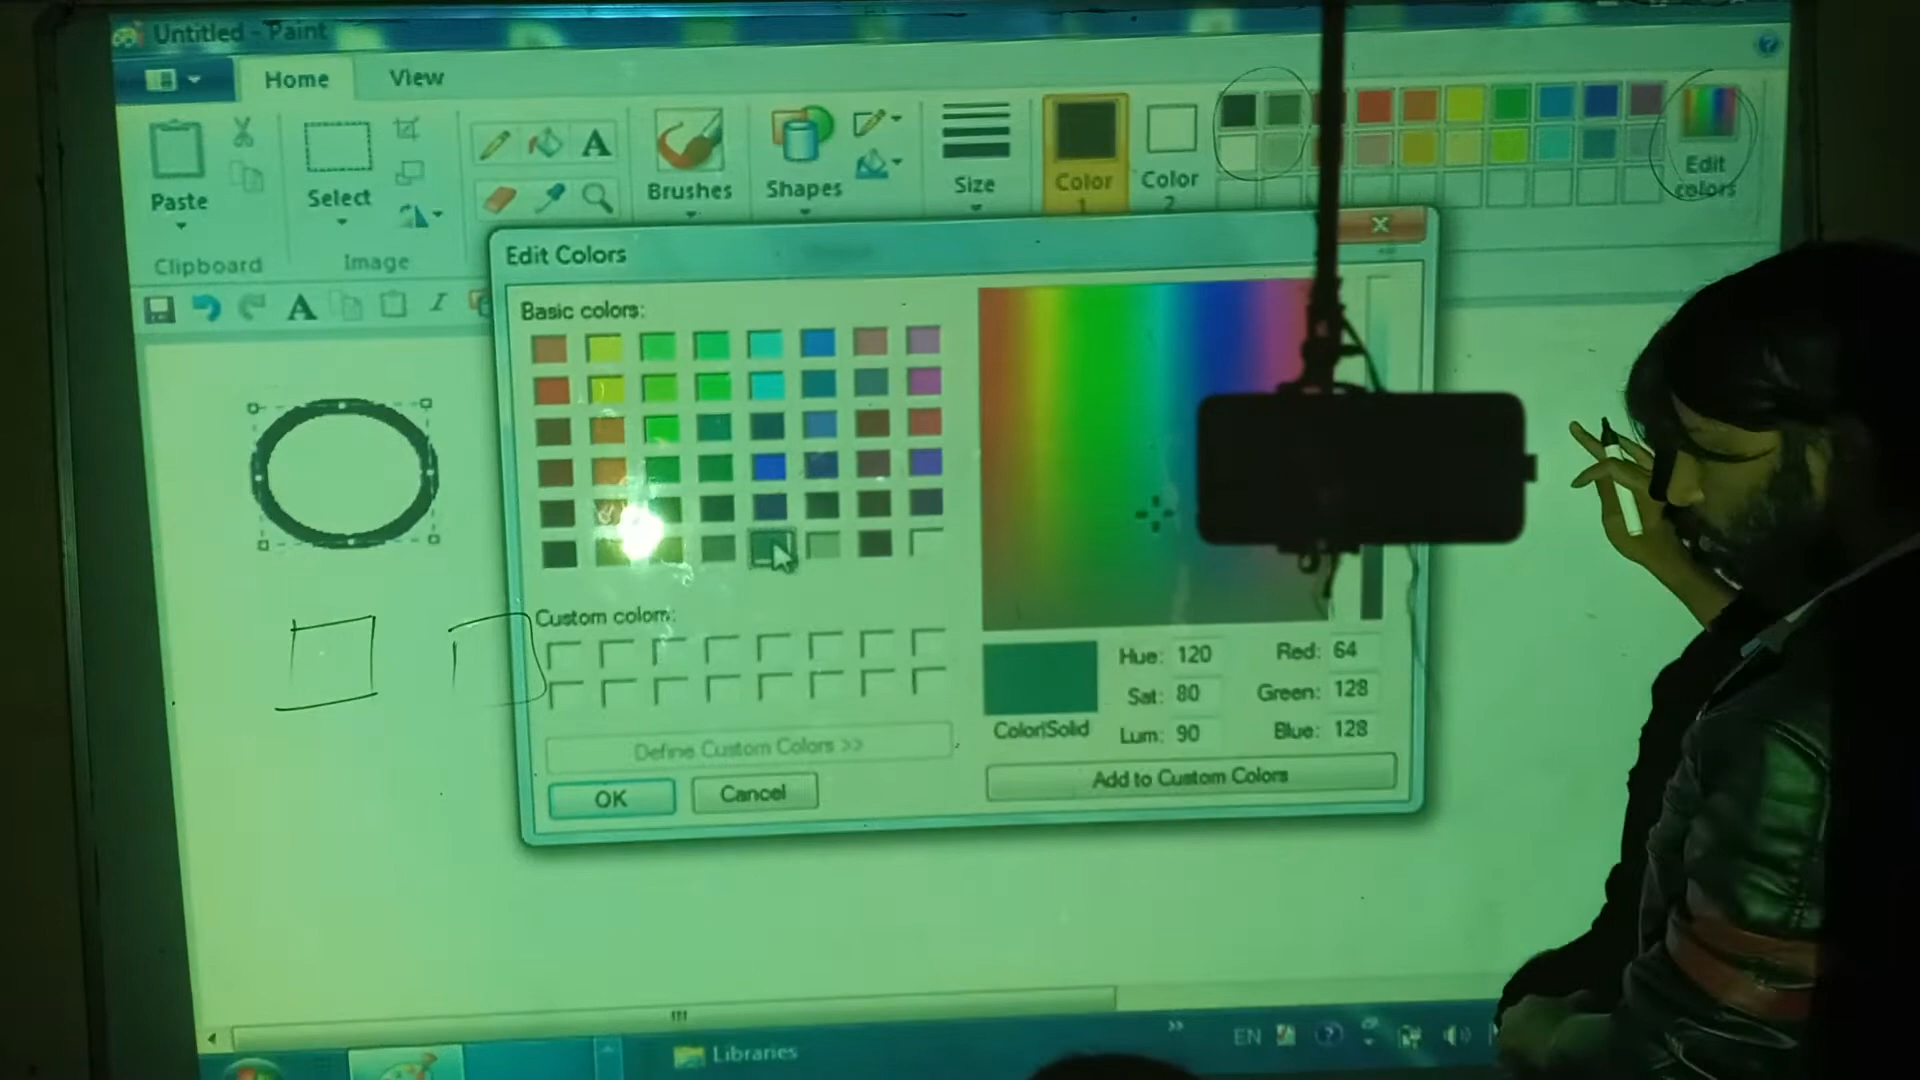 Untitled - Paint
Home View
Paste
Select
Brushes
Shapes
Size
Color
1
Color
2
Edit
colors
Clipboard
Image
Edit Colors
Basic colors:
Custom colors:
Define Custom Colors >>
OK Cancel
Color|Solid
Hue: 120
Sat: 80
Lum: 90
Red: 64
Green: 128
Blue: 128
Add to Custom Colors
Libraries
EN